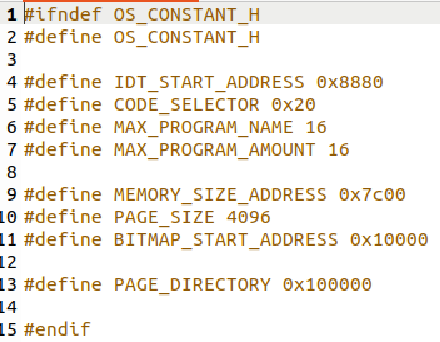 1 #ifndef OS_CONSTANT_H
2 #define OS_CONSTANT_H
3
4 #define IDT_START_ADDRESS 0x8880
5 #define CODE_SELECTOR 0x20
6 #define MAX_PROGRAM_NAME 16
7 #define MAX_PROGRAM_AMOUNT 16
8
9 #define MEMORY_SIZE_ADDRESS 0x7c00
10 #define PAGE_SIZE 4096
11 #define BITMAP_START_ADDRESS 0x10000
12
13 #define PAGE_DIRECTORY 0x100000
14
15 #endif